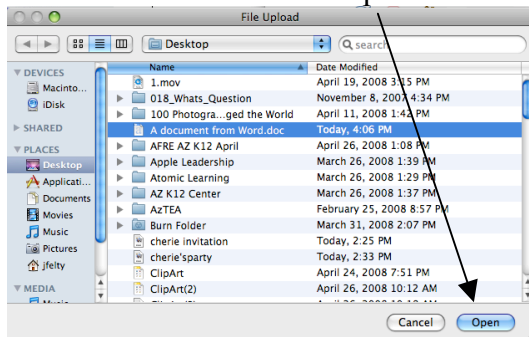 File Upload
Desktop
search
Name Date Modified
DEVICES
Macinto...
iDisk
SHARED
PLACES
Desktop
Applicati...
Documents
Movies
Music
Pictures
jfelty
MEDIA
1.mov April 19, 2008 3:15 PM
018_Whats_Question November 8, 2007 4:34 PM
100 Photogra...ged the World April 11, 2008 1:42 PM
A document from Word.doc Today, 4:06 PM
AFRE AZ K12 April April 26, 2008 1:08 PM
Apple Leadership March 26, 2008 1:39 PM
Atomic Learning March 26, 2008 1:29 PM
AZ K12 Center March 26, 2008 1:37 PM
AzTEA February 25, 2008 8:57 PM
Burn Folder March 31, 2008 2:07 PM
cherie invitation Today, 2:25 PM
cherie'sparty Today, 2:33 PM
ClipArt April 24, 2008 7:51 PM
ClipArt(2) April 26, 2008 10:12 AM
Cancel Open